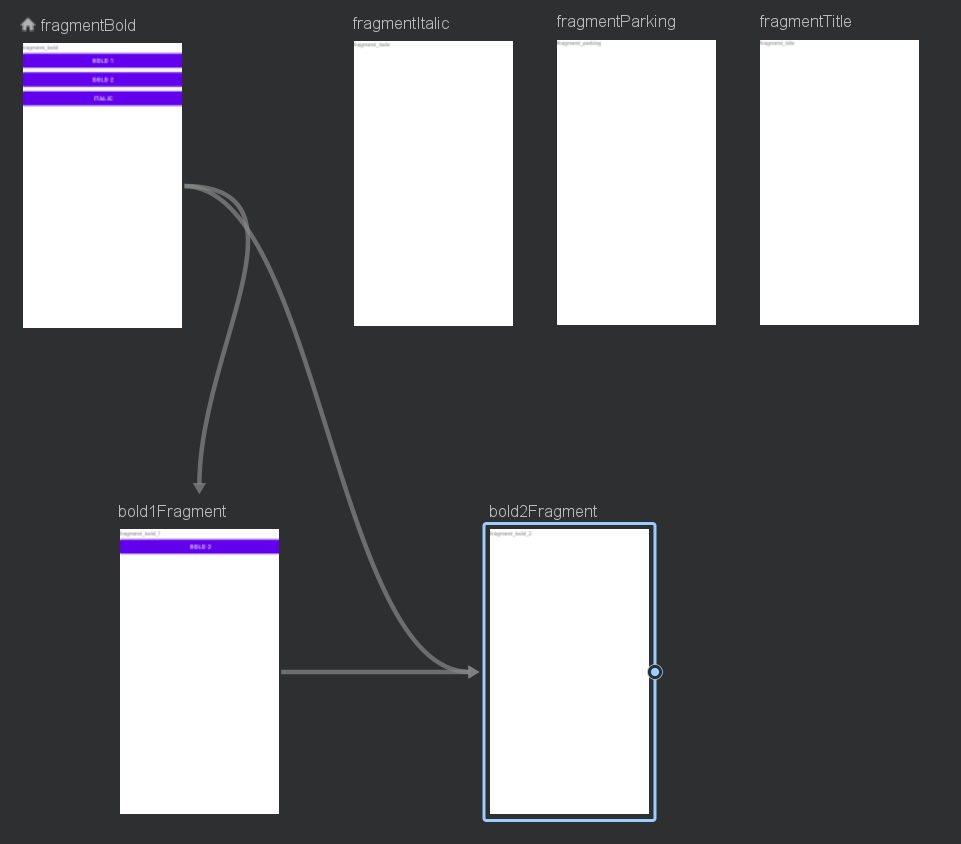 fragmentBold
fragmentItalic
fragmentParking
fragmentTitle
fragment_bold
fragment_italic
fragment_parking
fragment_title
BOLD 1
BOLD 2
ITALIC
bold1Fragment
bold2Fragment
fragment_bold_1
fragment_bold_2
BOLD 2